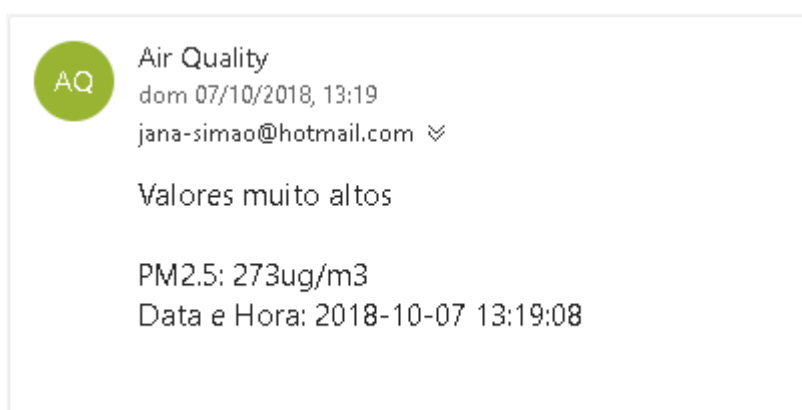 AQ
Air Quality
dom 07/10/2018, 13:19
jana-simao@hotmail.com
Valores muito altos
PM2.5: 273ug/m3
Data e Hora: 2018-10-07 13:19:08